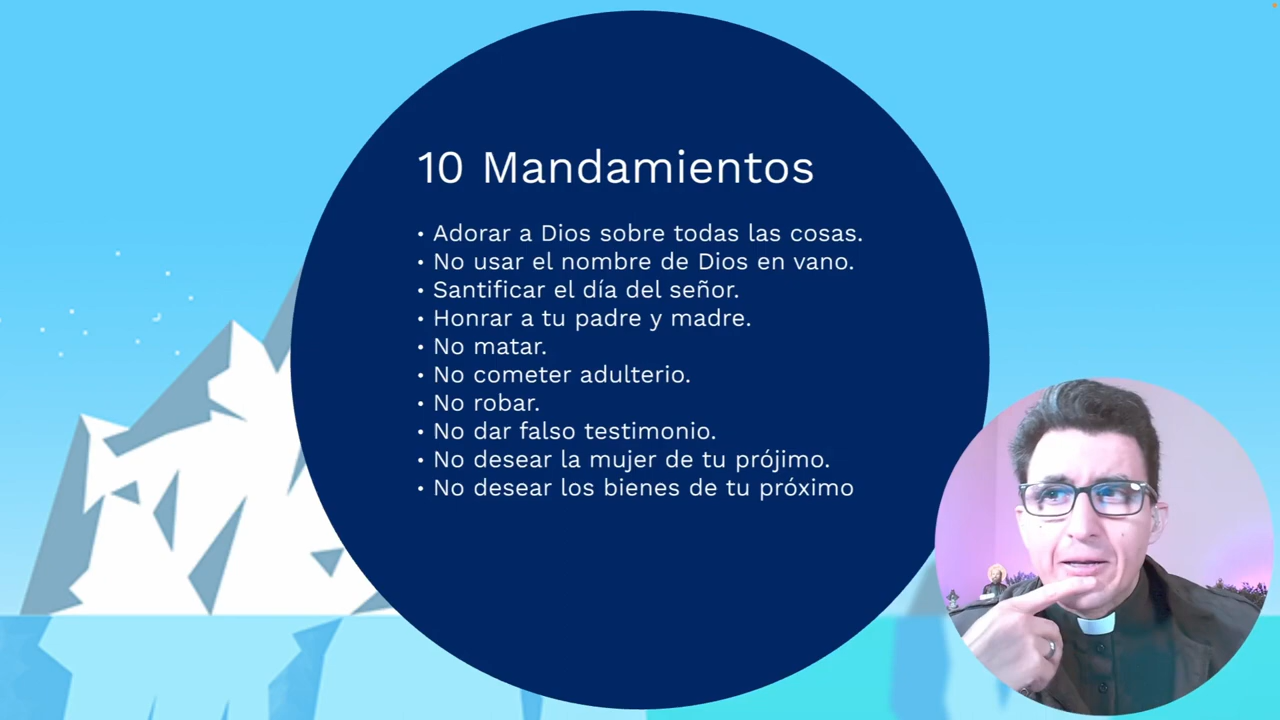 10 Mandamientos
• Adorar a Dios sobre todas las cosas.
• No usar el nombre de Dios en vano.
• Santificar el día del señor.
• Honrar a tu padre y madre.
• No matar.
• No cometer adulterio.
• No robar.
• No dar falso testimonio.
• No desear la mujer de tu prójimo.
• No desear los bienes de tu próximo